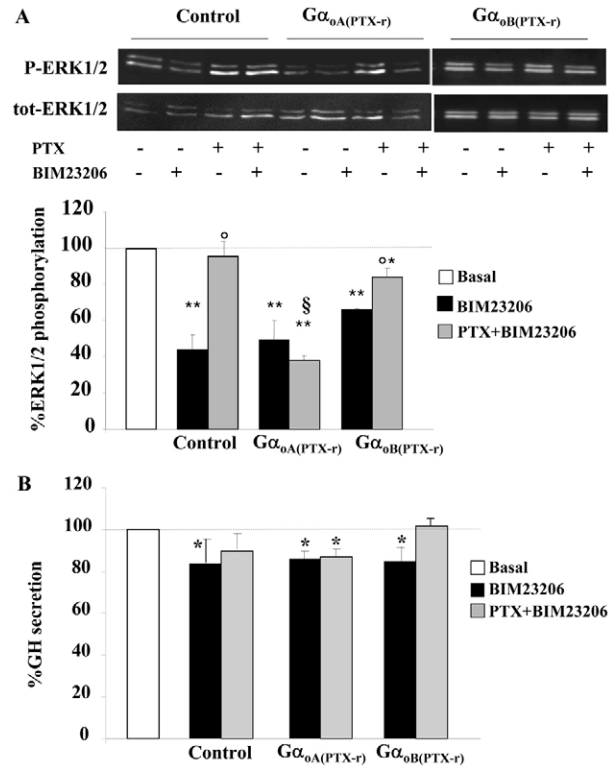 A
Control GαoA(PTX-r) GαoB(PTX-r)
P-ERK1/2
tot-ERK1/2
PTX - - + + - - + + - - + +
BIM23206 - + - + - + - + - + - +
%ERK1/2 phosphorylation
120
100
80
60
40
20
0
** ° ** § ** ** °*
Control GαoA(PTX-r) GαoB(PTX-r)
Basal
BIM23206
PTX+BIM23206
B
%GH secretion
120
100
80
60
40
20
0
* * * *
Control GαoA(PTX-r) GαoB(PTX-r)
Basal
BIM23206
PTX+BIM23206